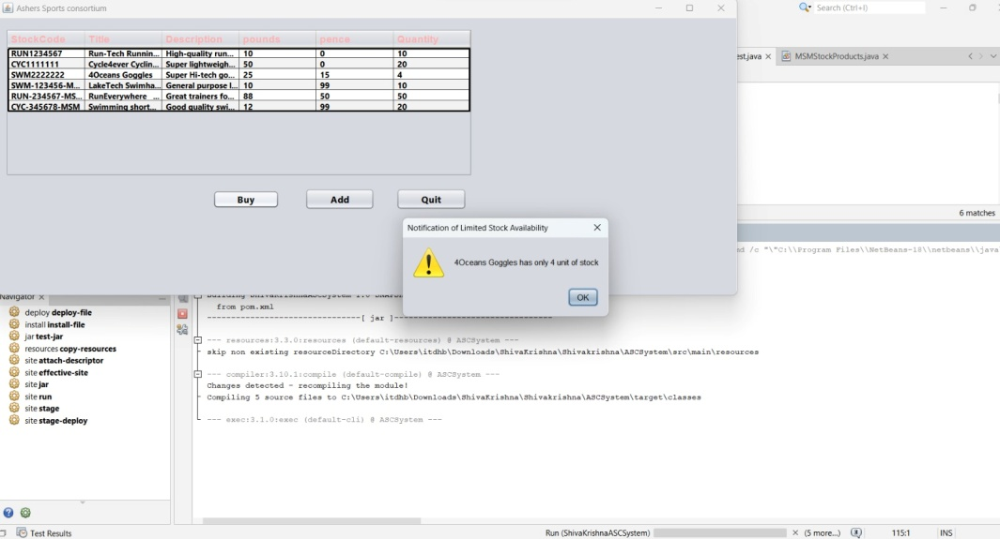 Ashers Sports consortium
Search (Ctrl+I)
StockCode Title Description pounds pence Quantity
RUN1234567 Run-Tech Runnin... High-quality run... 10 0 10
CYC1111111 Cycle4ever Cyclin... Super lightweigh... 50 0 20
SWM2222222 4Oceans Goggles Super Hi-tech go... 25 15 4
SWM-123456-M... LakeTech Swimha... General purpose l... 10 99 10
RUN-234567-MS... RunEverywhere ... Great trainers fo... 88 50 50
CYC-345678-MSM Swimming short... Good quality swi... 12 99 20
est.java MSMStockProducts.java
Buy Add Quit
6 matches
Notification of Limited Stock Availability
4Oceans Goggles has only 4 unit of stock
OK
md /c "\"C:\\Program Files\\NetBeans-18\\netbeans\\java
Navigator
deploy deploy-file
install install-file
jar test-jar
resources copy-resources
site attach-descriptor
site effective-site
site jar
site run
site stage
site stage-deploy
from pom.xml
--------------------------------[ jar ]---------------------------------
--- resources:3.3.0:resources (default-resources) @ ASCSystem ---
skip non existing resourceDirectory C:\Users\itdhb\Downloads\ShivaKrishna\Shivakrishna\ASCSystem\src\main\resources
--- compiler:3.10.1:compile (default-compile) @ ASCSystem ---
Changes detected - recompiling the module!
Compiling 5 source files to C:\Users\itdhb\Downloads\ShivaKrishna\Shivakrishna\ASCSystem\target\classes
--- exec:3.1.0:exec (default-cli) @ ASCSystem ---
Test Results
Run (ShivaKrishnaASCSystem)
(5 more...)
3
115:1
INS